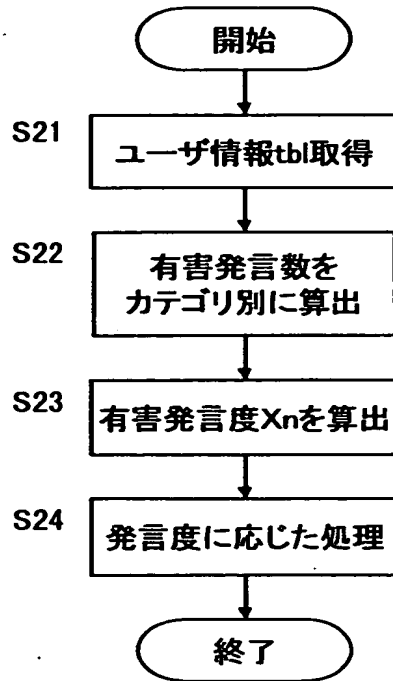 開始
S21
ユーザ情報tbl取得
S22
有害発言数を
カテゴリ別に算出
S23
有害発言度Xnを算出
S24
発言度に応じた処理
終了